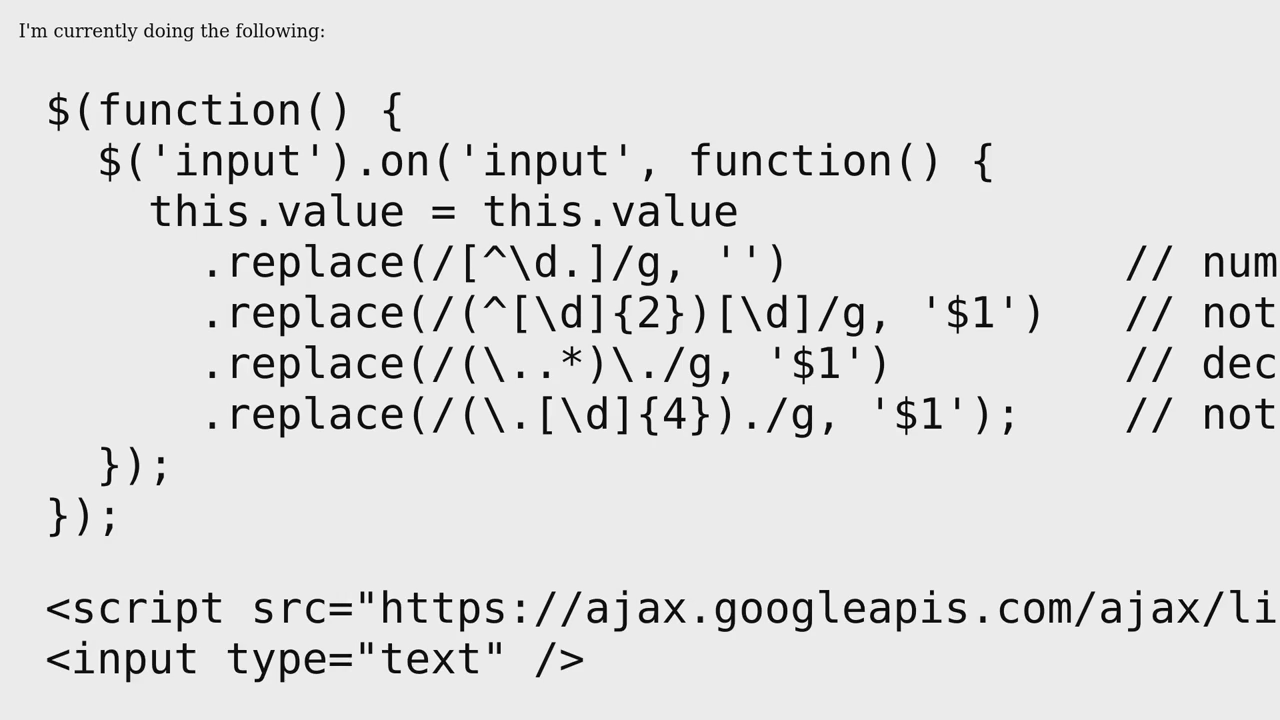 I'm currently doing the following:
$(function() {
  $('input').on('input', function() {
    this.value = this.value
      .replace(/[^\d.]/g, '')             // num
      .replace(/(^[\d]{2})[\d]/g, '$1')   // not
      .replace(/(\..*)\./g, '$1')         // dec
      .replace(/(\.[\d]{4})./g, '$1');    // not
  });
});
<script src="https://ajax.googleapis.com/ajax/li
<input type="text" />